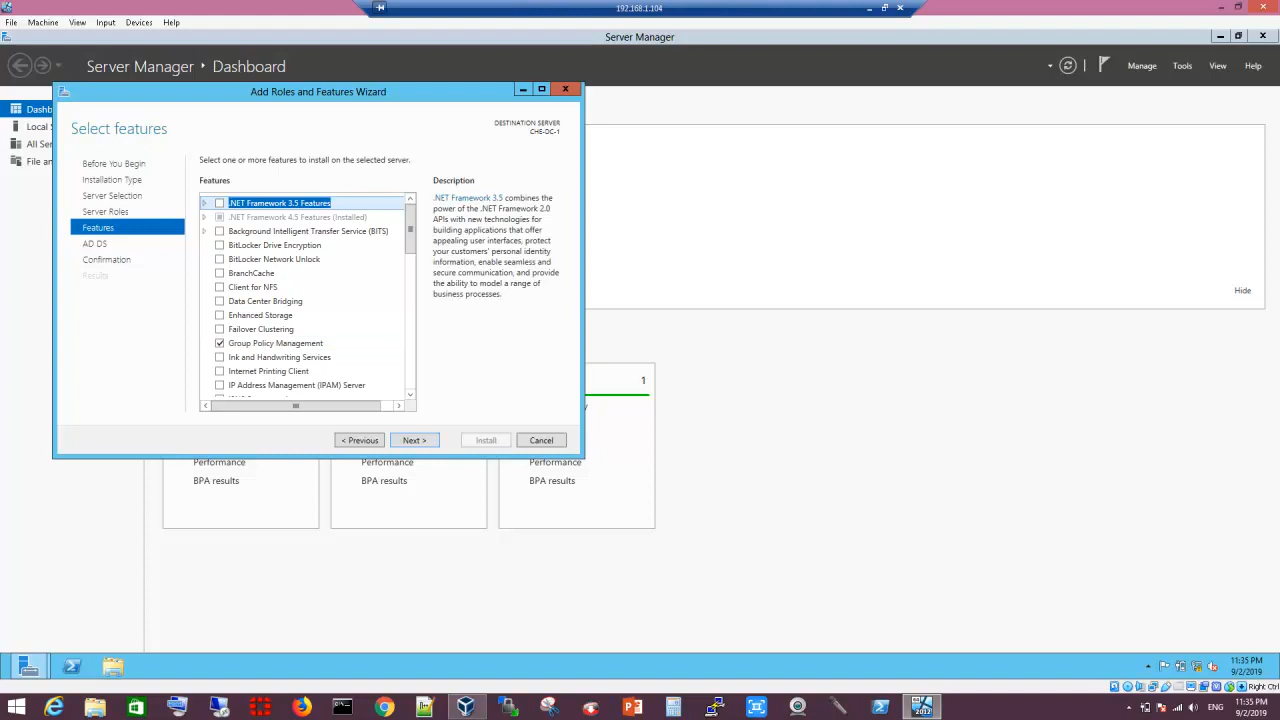 192.168.1.104
File Machine View Input Devices Help
Server Manager
Server Manager • Dashboard
Manage Tools View Help
Add Roles and Features Wizard
Select features
DESTINATION SERVER
CHE-DC-1
Dashb
Local S
All Ser
File an
Before You Begin
Installation Type
Server Selection
Server Roles
Features
AD DS
Confirmation
Results
Select one or more features to install on the selected server.
Features
.NET Framework 3.5 Features
.NET Framework 4.5 Features (Installed)
Background Intelligent Transfer Service (BITS)
BitLocker Drive Encryption
BitLocker Network Unlock
BranchCache
Client for NFS
Data Center Bridging
Enhanced Storage
Failover Clustering
Group Policy Management
Ink and Handwriting Services
Internet Printing Client
IP Address Management (IPAM) Server
Description
.NET Framework 3.5 combines the
power of the .NET Framework 2.0
APIs with new technologies for
building applications that offer
appealing user interfaces, protect
your customers' personal identity
information, enable seamless and
secure communication, and provide
the ability to model a range of
business processes.
< Previous Next > Install Cancel
Hide
1
Performance
BPA results
Performance
BPA results
Performance
BPA results
11:35 PM
9/2/2019
Right Ctrl
2012
ENG
11:35 PM
9/2/2019